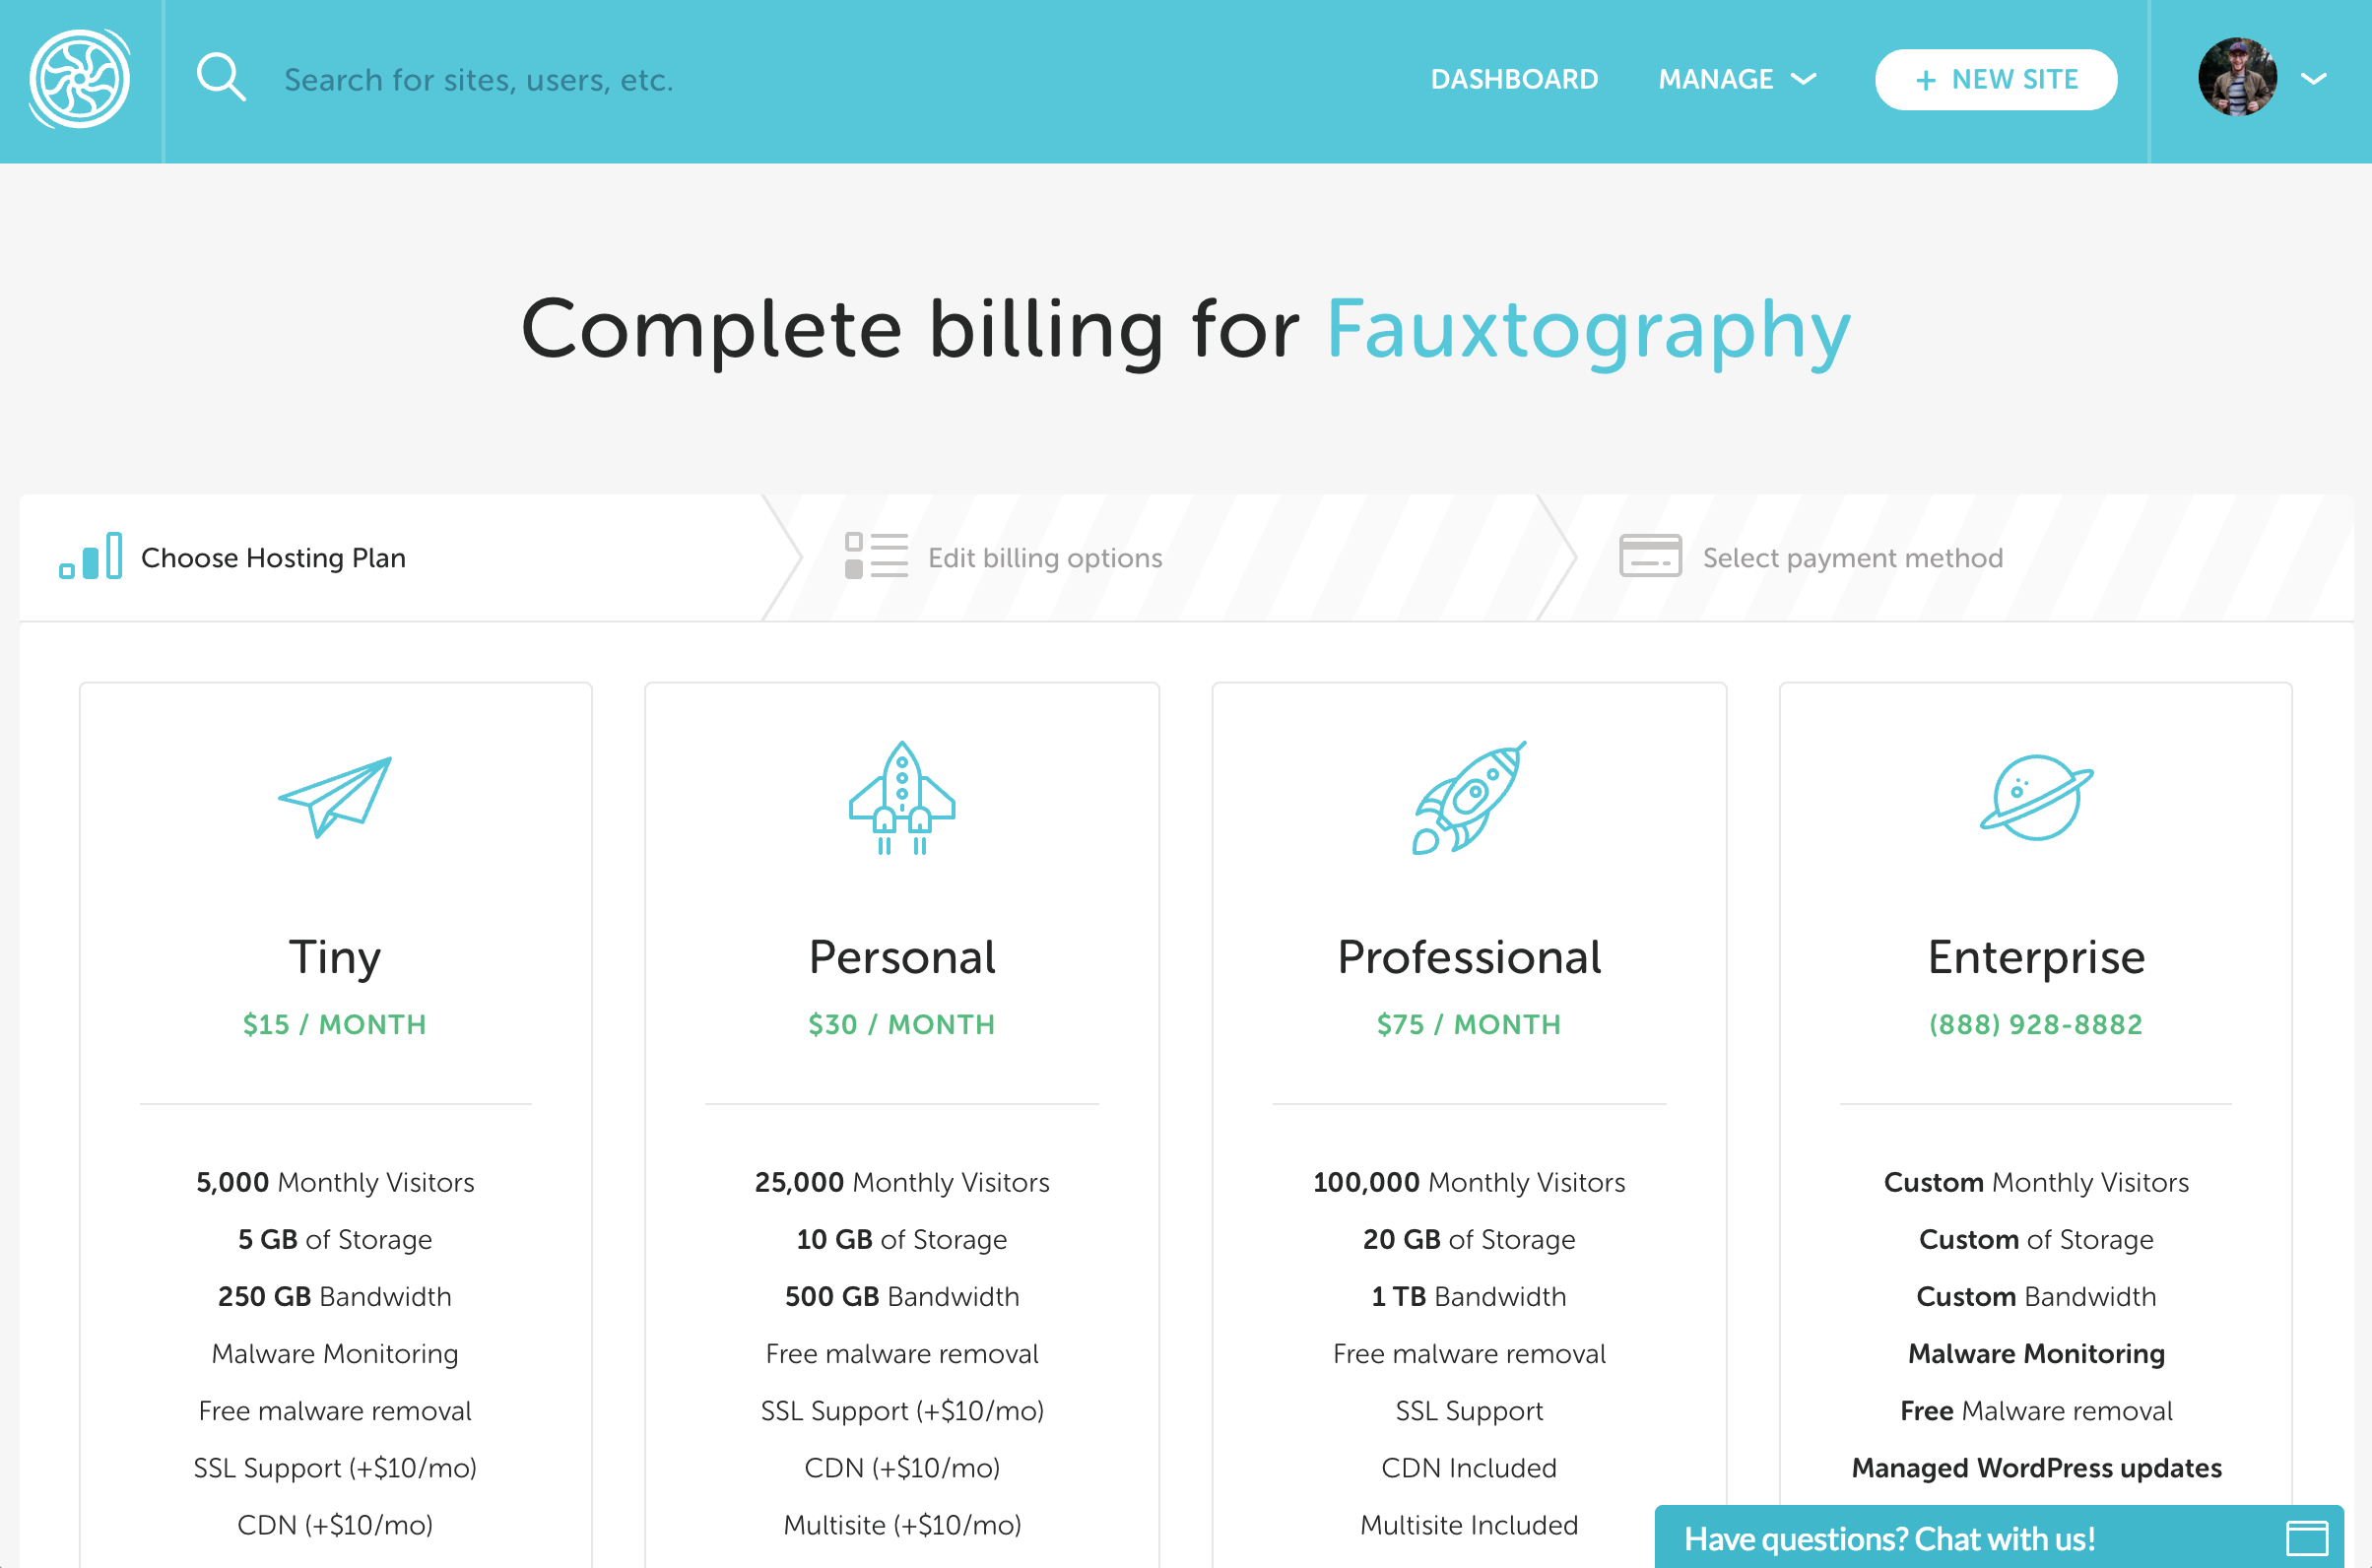 Search for sites, users, etc.
DASHBOARD
MANAGE
+ NEW SITE
Complete billing for Fauxtography
Choose Hosting Plan
Edit billing options
Select payment method
Tiny
$15 / MONTH
5,000 Monthly Visitors
5 GB of Storage
250 GB Bandwidth
Malware Monitoring
Free malware removal
SSL Support (+$10/mo)
CDN (+$10/mo)
Personal
$30 / MONTH
25,000 Monthly Visitors
10 GB of Storage
500 GB Bandwidth
Free malware removal
SSL Support (+$10/mo)
CDN (+$10/mo)
Multisite (+$10/mo)
Professional
$75 / MONTH
100,000 Monthly Visitors
20 GB of Storage
1 TB Bandwidth
Free malware removal
SSL Support
CDN Included
Multisite Included
Enterprise
(888) 928-8882
Custom Monthly Visitors
Custom of Storage
Custom Bandwidth
Malware Monitoring
Free Malware removal
Managed WordPress updates
Have questions? Chat with us!